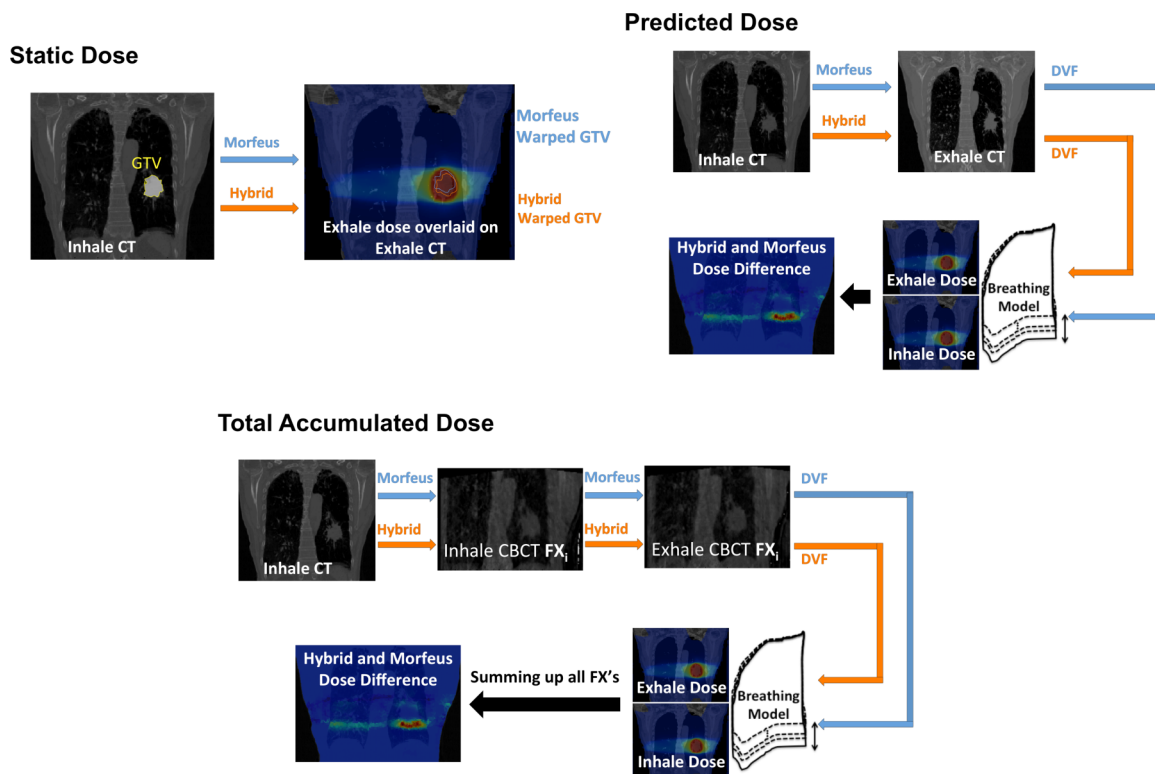 Static Dose
GTV
Inhale CT
Morfeus
Hybrid
Exhale dose overlaid on
Exhale CT
Morfeus
Warped GTV
Hybrid
Warped GTV
Predicted Dose
Inhale CT
Morfeus
Hybrid
Exhale CT
DVF
DVF
Hybrid and Morfeus
Dose Difference
Exhale Dose
Inhale Dose
Breathing
Model
Total Accumulated Dose
Inhale CT
Morfeus
Hybrid
Inhale CBCT FXi
Morfeus
Hybrid
Exhale CBCT FXi
DVF
DVF
Hybrid and Morfeus
Dose Difference
Summing up all FX's
Exhale Dose
Inhale Dose
Breathing
Model